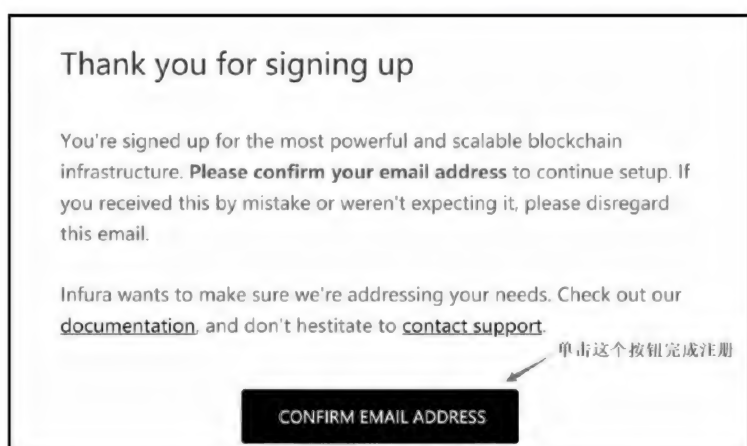 Thank you for signing up
You're signed up for the most powerful and scalable blockchain
infrastructure. Please confirm your email address to continue setup. If
you received this by mistake or weren't expecting it, please disregard
this email.
Infura wants to make sure we're addressing your needs. Check out our
documentation, and don't hestitate to contact support.
单击这个按钮完成注册
CONFIRM EMAIL ADDRESS